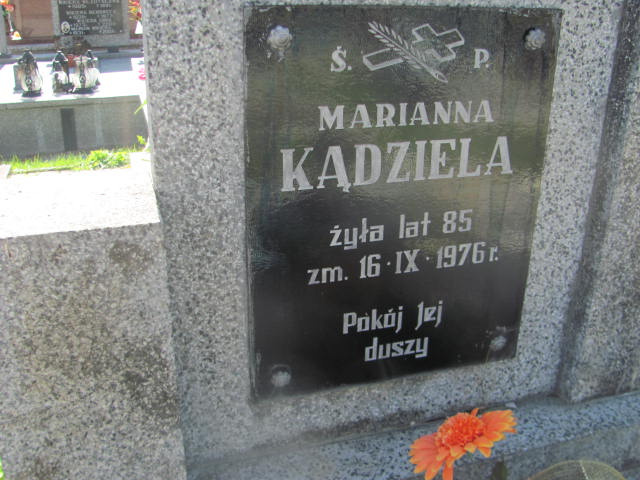 Ś. P.
MARIANNA
KĄDZIELA
żyła lat 85
zm. 16·IX·1976 r.
Pokój Jej
duszy